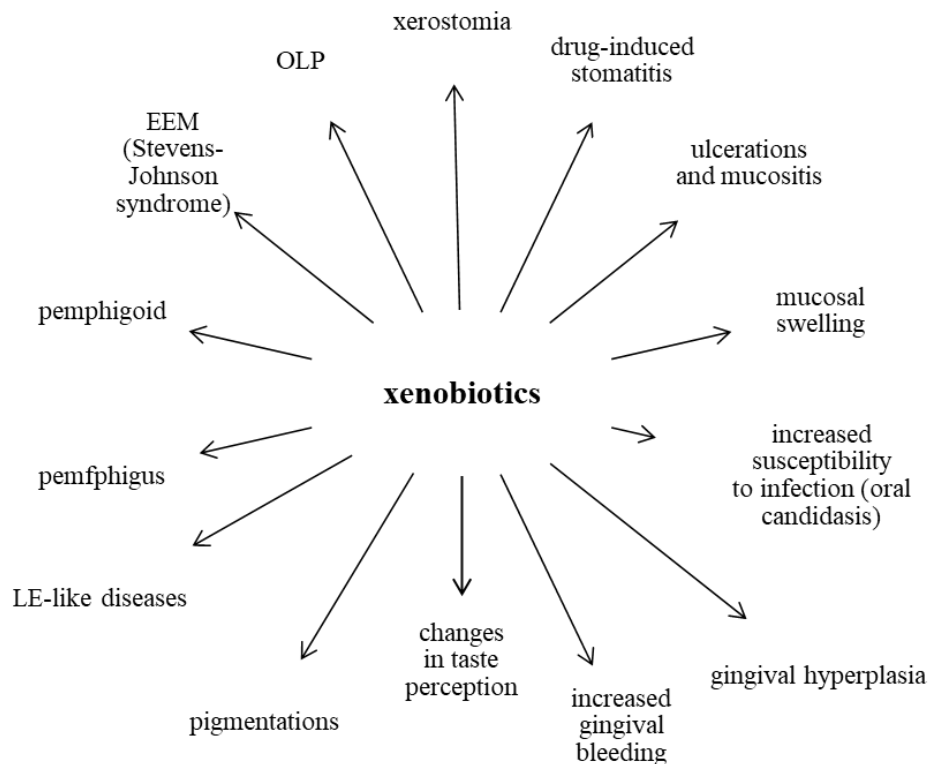 xerostomia
OLP
drug-induced
stomatitis
EEM
(Stevens-
Johnson
syndrome)
ulcerations
and mucositis
pemphigoid
mucosal
swelling
xenobiotics
pemfphigus
increased
susceptibility
to infection (oral
candidasis)
LE-like diseases
changes
in taste
perception
gingival hyperplasia
pigmentations
increased
gingival
bleeding